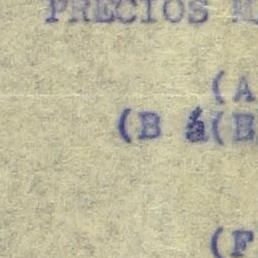 PRECIOS
(A
(B á(B
(F